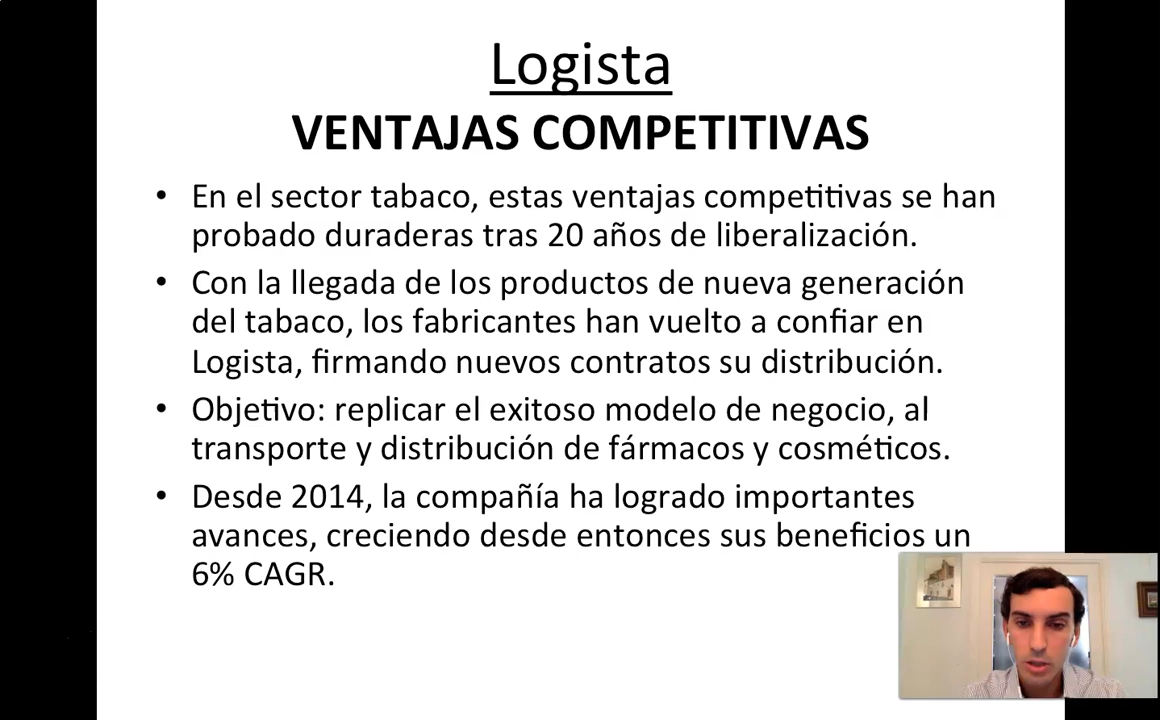 Logista
VENTAJAS COMPETITIVAS
• En el sector tabaco, estas ventajas competitivas se han
probado duraderas tras 20 años de liberalización.
• Con la llegada de los productos de nueva generación
del tabaco, los fabricantes han vuelto a confiar en
Logista, firmando nuevos contratos su distribución.
• Objetivo: replicar el exitoso modelo de negocio, al
transporte y distribución de fármacos y cosméticos.
• Desde 2014, la compañía ha logrado importantes
avances, creciendo desde entonces sus beneficios un
6% CAGR.